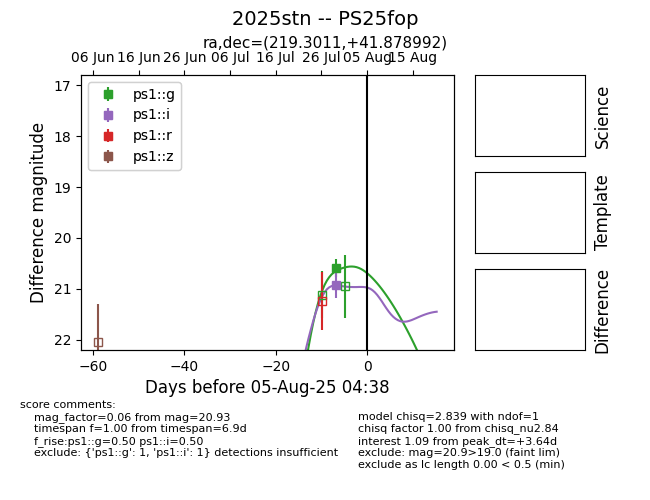 2025stn -- PS25fop
ra,dec=(219.3011,+41.878992)
06 Jun 16 Jun 26 Jun 06 Jul 16 Jul 26 Jul 05 Aug 15 Aug
ps1::g
ps1::i
ps1::r
ps1::z
17
18
19
20
21
22
Difference magnitude
−60 −40 −20 0
Days before 05-Aug-25 04:38
Science
Template
Difference
score comments:
mag_factor=0.06 from mag=20.93
timespan f=1.00 from timespan=6.9d
f_rise:ps1::g=0.50 ps1::i=0.50
exclude: {'ps1::g': 1, 'ps1::i': 1} detections insufficient
model chisq=2.839 with ndof=1
chisq factor 1.00 from chisq_nu2.84
interest 1.09 from peak_dt=+3.64d
exclude: mag=20.9>19.0 (faint lim)
exclude as lc length 0.00 < 0.5 (min)